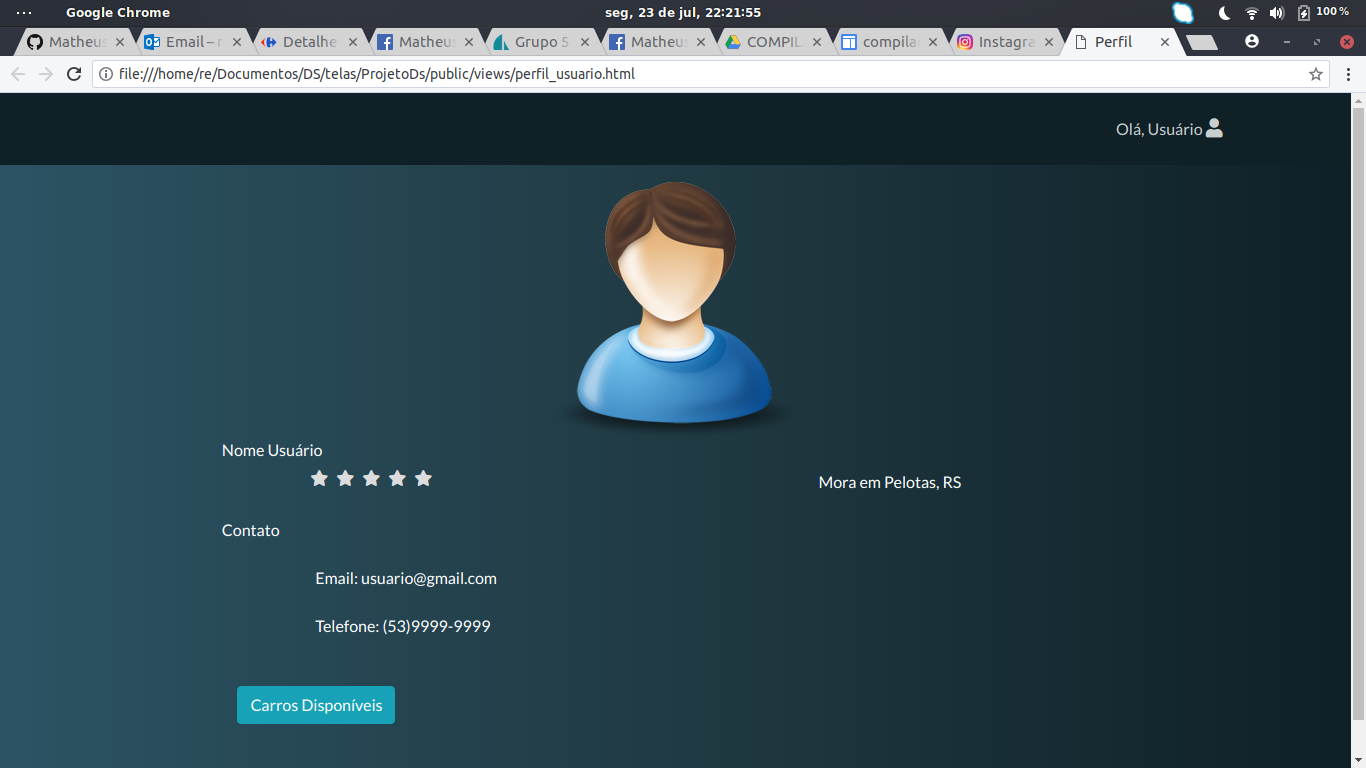 Google Chrome
seg, 23 de jul, 22:21:55
100 %
Matheus
Email – r
Detalhe
Matheus
Grupo 5
Matheus
COMPIL
compila
Instagra
Perfil
file:///home/re/Documentos/DS/telas/ProjetoDs/public/views/perfil_usuario.html
Olá, Usuário
Nome Usuário
Mora em Pelotas, RS
Contato
Email: usuario@gmail.com
Telefone: (53)9999-9999
Carros Disponíveis